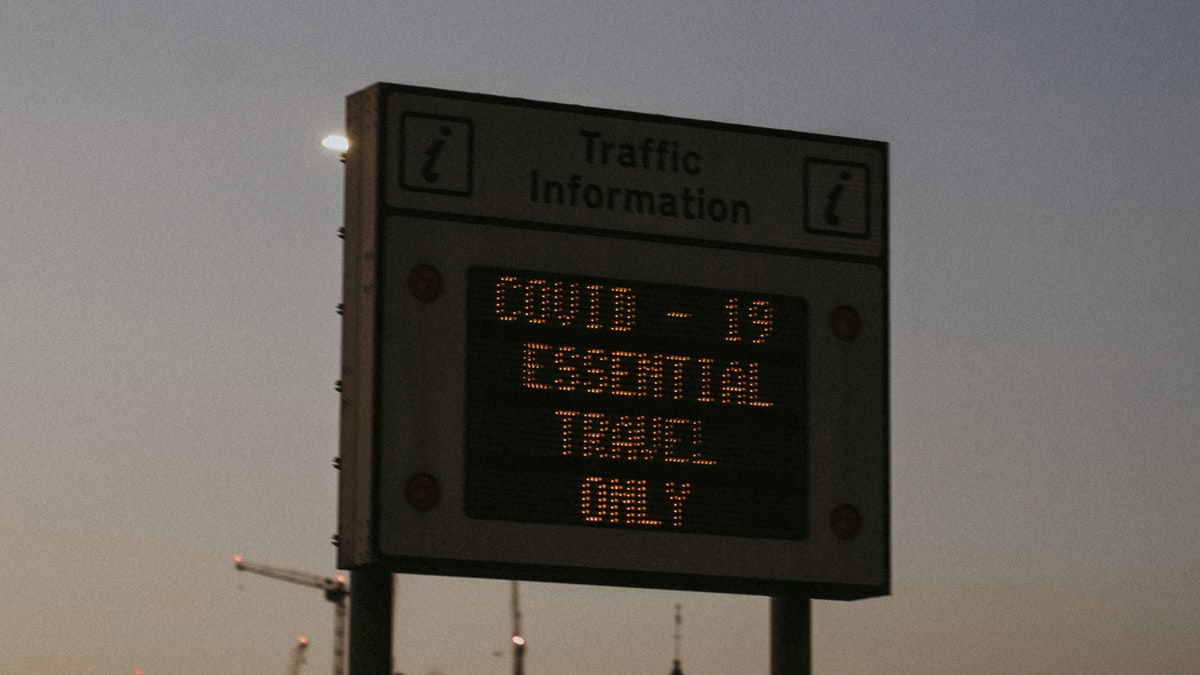 Traffic
Information
COVID - 19
ESSENTIAL
TRAVEL
ONLY